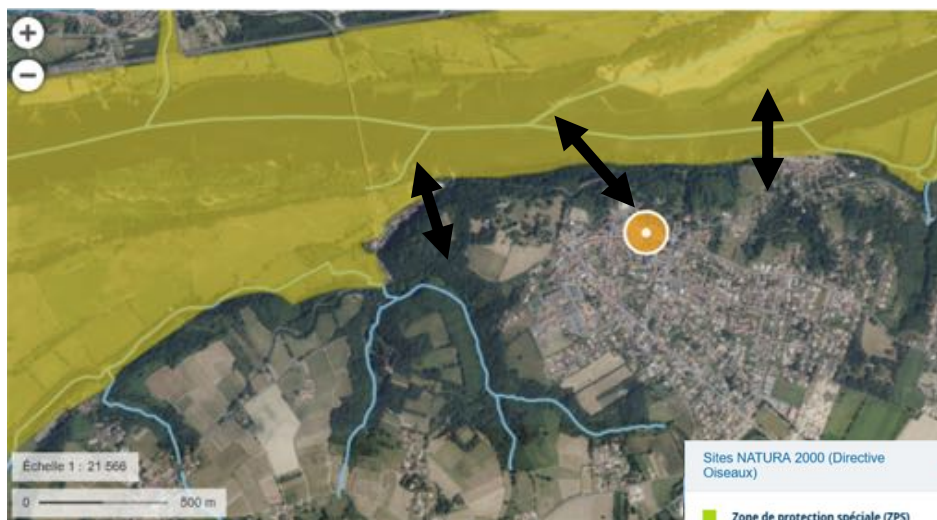 +
−
Échelle 1 : 21 566
0 500 m
Sites NATURA 2000 (Directive
Oiseaux)
Zone de protection spéciale (ZPS)